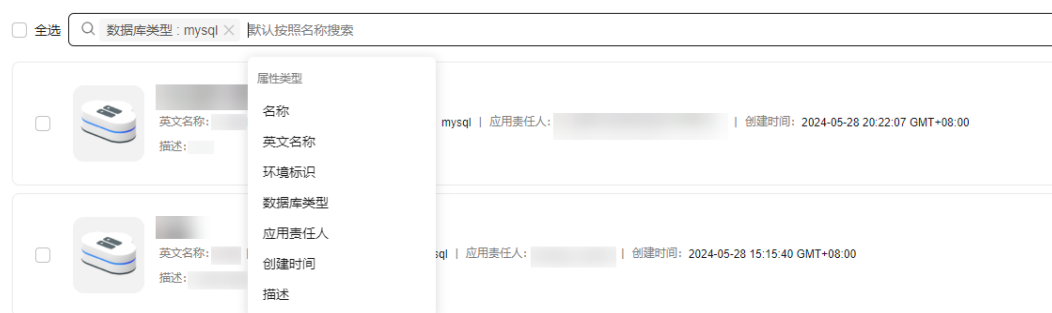 全选 数据库类型 : mysql 默认按照名称搜索
属性类型
名称
英文名称
环境标识
数据库类型
应用责任人
创建时间
描述
英文名称: mysql | 应用责任人: | 创建时间: 2024-05-28 20:22:07 GMT+08:00
描述:
英文名称: sql | 应用责任人: | 创建时间: 2024-05-28 15:15:40 GMT+08:00
描述: